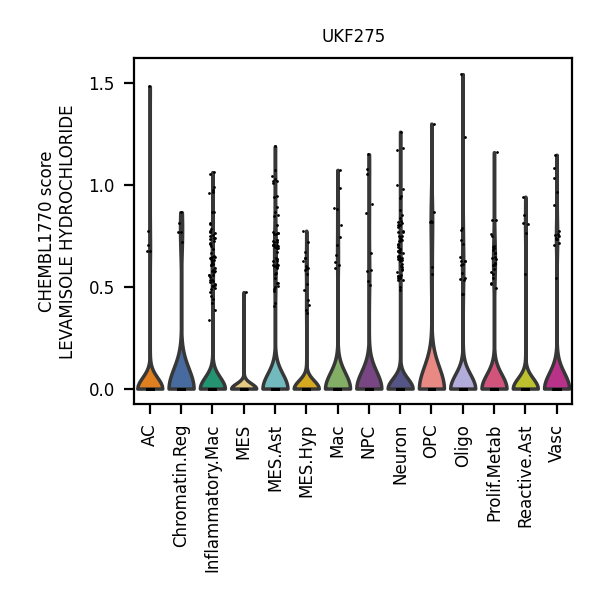 UKF275
CHEMBL1770 score
LEVAMISOLE HYDROCHLORIDE
1.5
1.0
0.5
0.0
AC
Chromatin.Reg
Inflammatory.Mac
MES
MES.Ast
MES.Hyp
Mac
NPC
Neuron
OPC
Oligo
Prolif.Metab
Reactive.Ast
Vasc